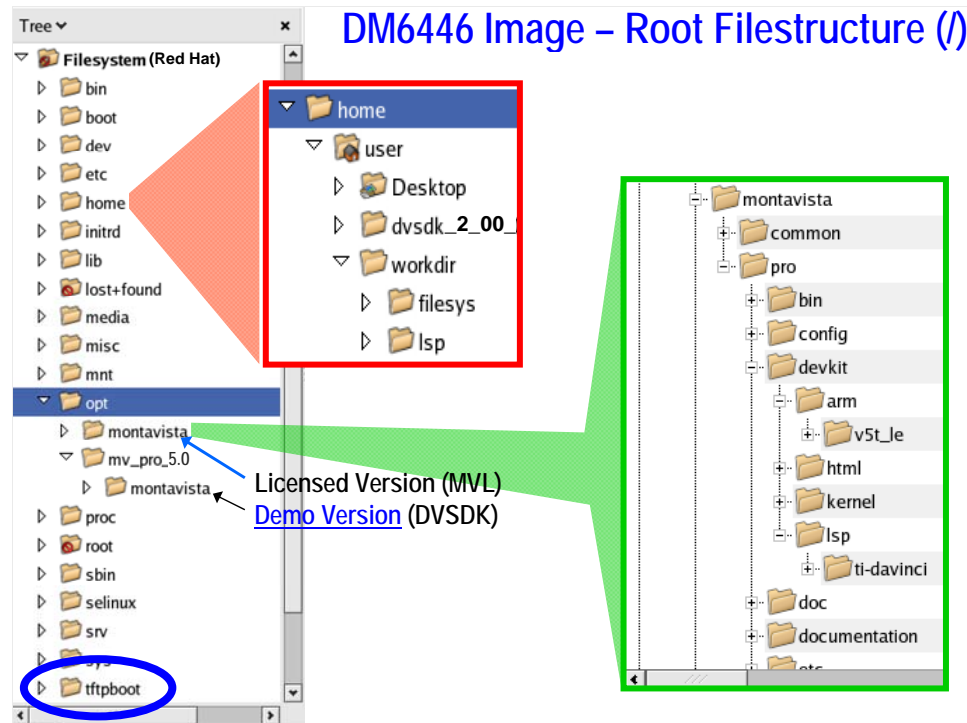 DM6446 Image – Root Filestructure (/)
Tree
Filesystem (Red Hat)
bin
boot
dev
etc
home
initrd
lib
lost+found
media
misc
mnt
opt
montavista
mv_pro_5.0
montavista
proc
root
sbin
selinux
srv
sys
tftpboot
home
user
Desktop
dvsdk_2_00_
workdir
filesys
lsp
Licensed Version (MVL)
Demo Version (DVSDK)
montavista
common
pro
bin
config
devkit
arm
v5t_le
html
kernel
lsp
ti-davinci
doc
documentation
etc